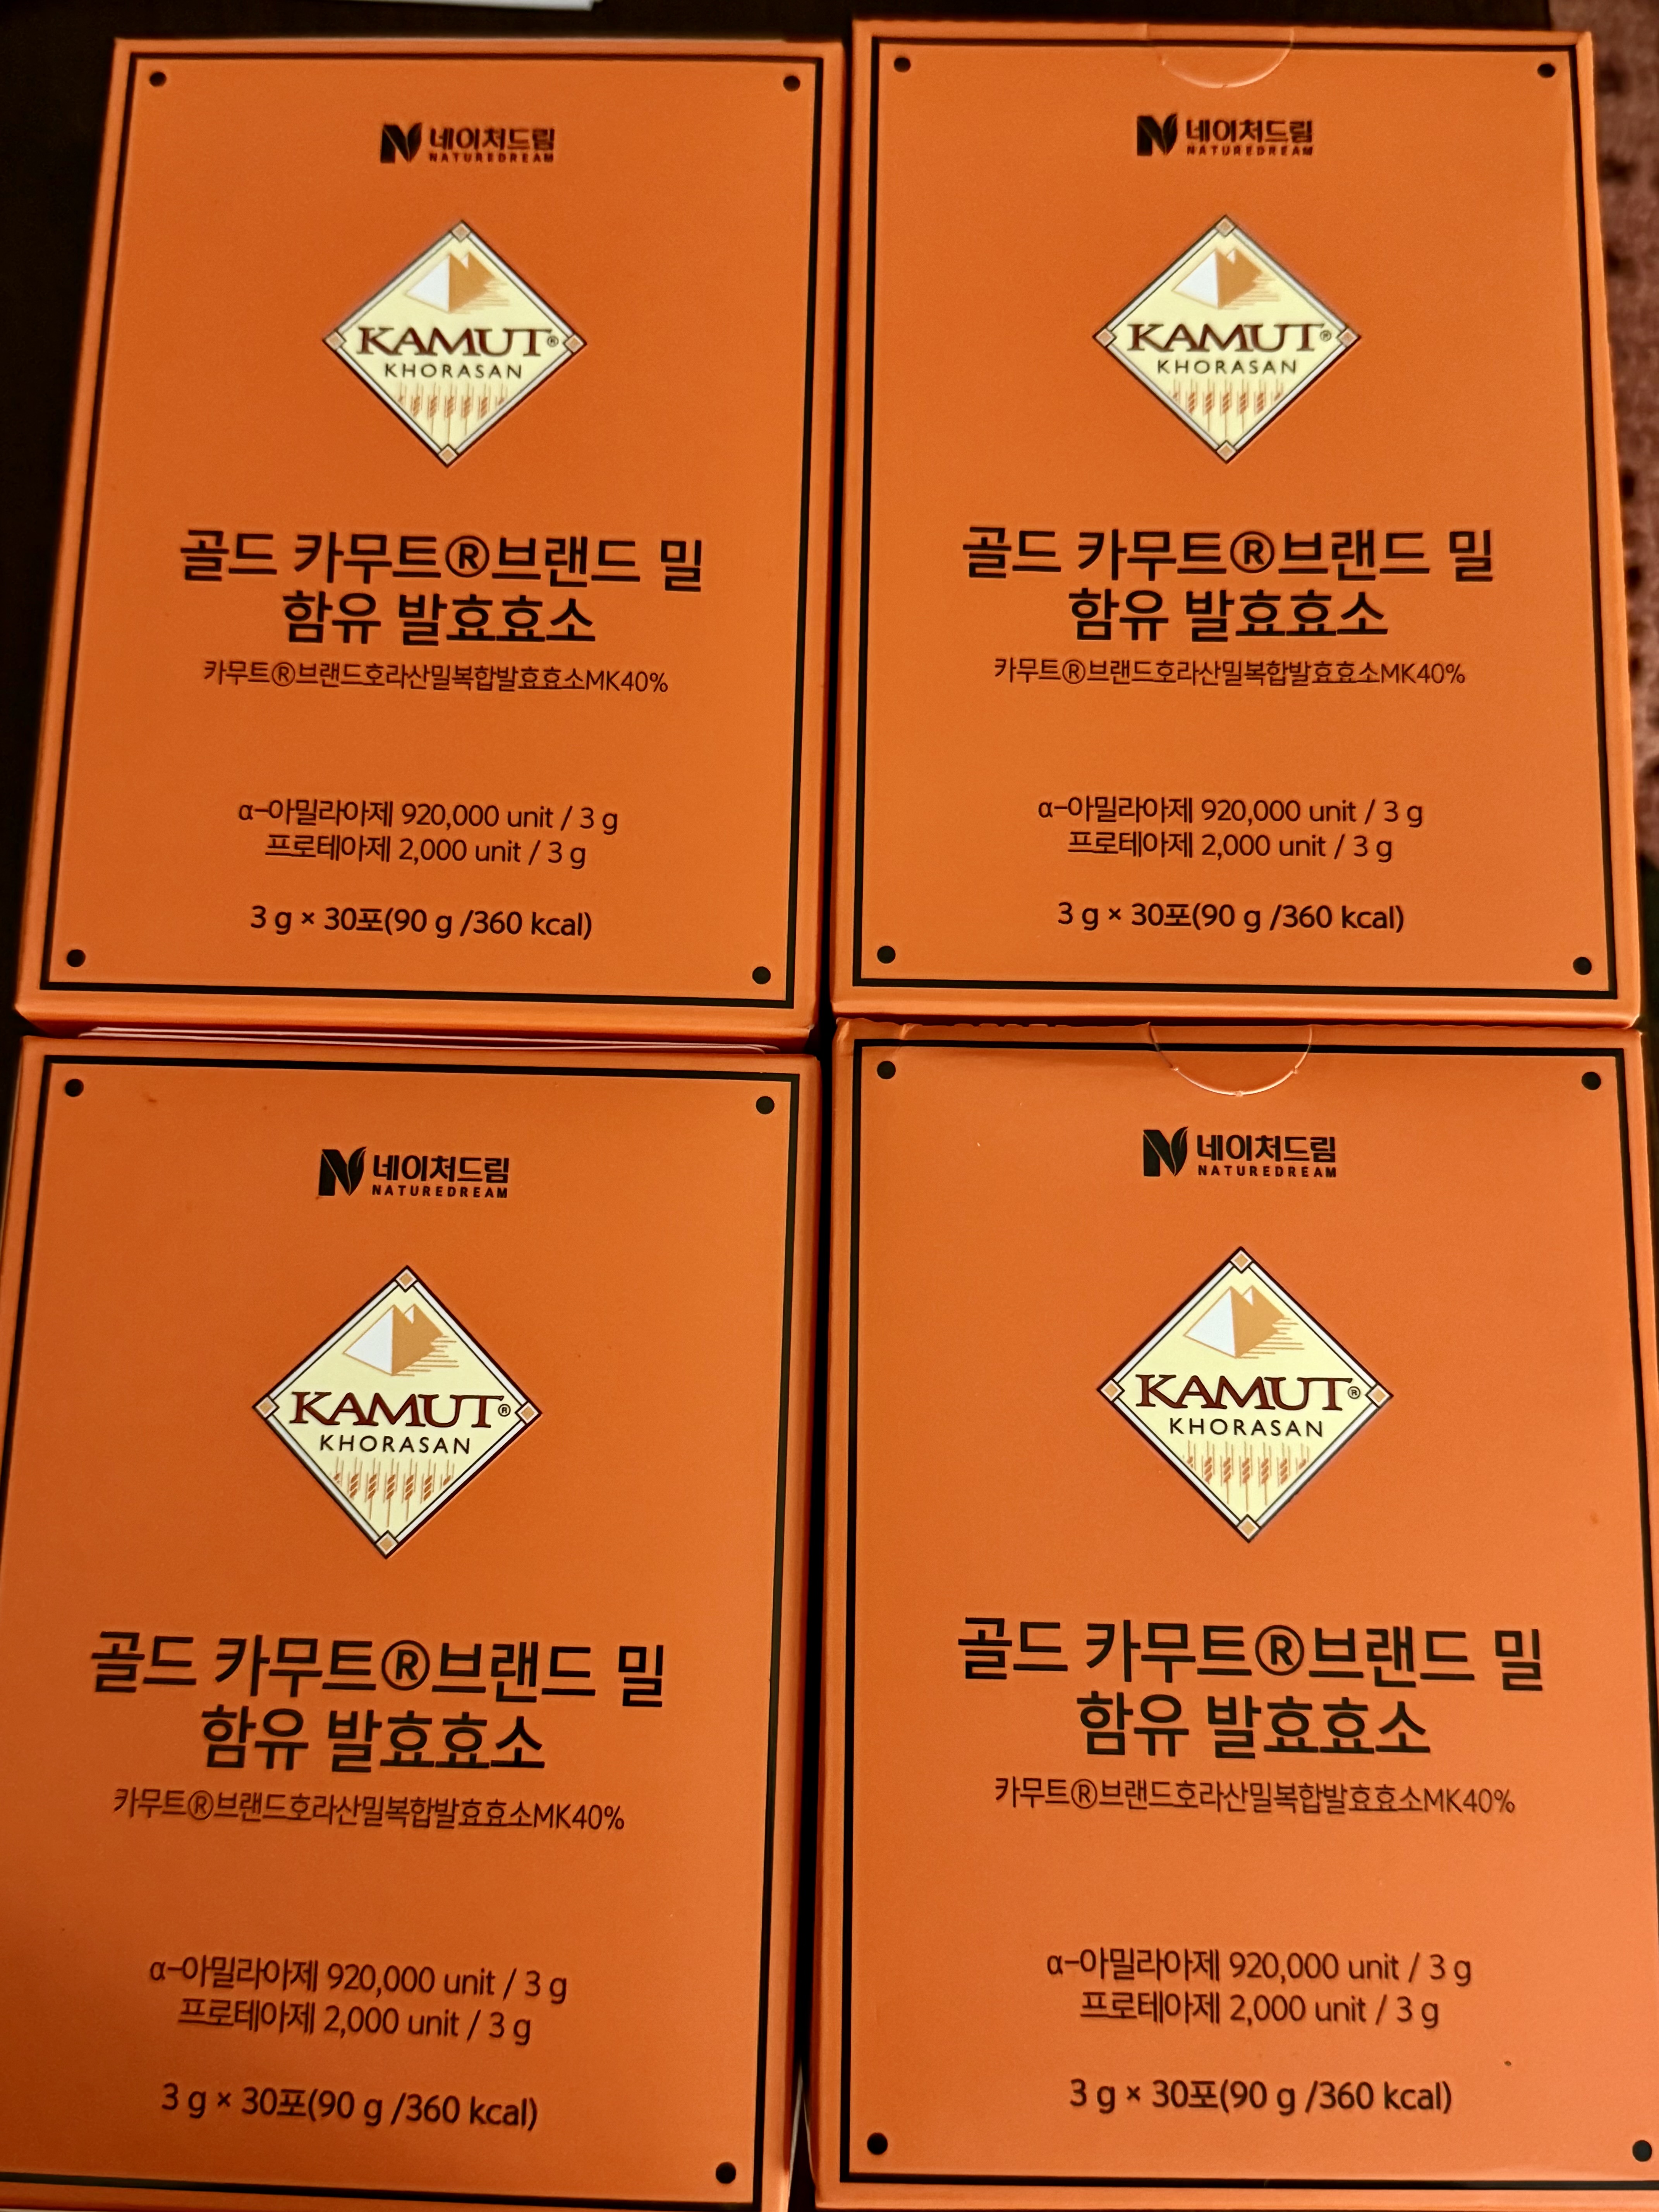 네이처드림
NATUREDREAM
KAMUT®
KHORASAN
골드 카무트®브랜드 밀
함유 발효효소
카무트®브랜드호라산밀복합발효효소MK40%
α-아밀라아제 920,000 unit / 3 g
프로테아제 2,000 unit / 3 g
3 g × 30포(90 g /360 kcal)
네이처드림
NATUREDREAM
KAMUT®
KHORASAN
골드 카무트®브랜드 밀
함유 발효효소
카무트®브랜드호라산밀복합발효효소MK40%
α-아밀라아제 920,000 unit / 3 g
프로테아제 2,000 unit / 3 g
3 g × 30포(90 g /360 kcal)
네이처드림
NATUREDREAM
KAMUT®
KHORASAN
골드 카무트®브랜드 밀
함유 발효효소
카무트®브랜드호라산밀복합발효효소MK40%
α-아밀라아제 920,000 unit / 3 g
프로테아제 2,000 unit / 3 g
3 g × 30포(90 g /360 kcal)
네이처드림
NATUREDREAM
KAMUT®
KHORASAN
골드 카무트®브랜드 밀
함유 발효효소
카무트®브랜드호라산밀복합발효효소MK40%
α-아밀라아제 920,000 unit / 3 g
프로테아제 2,000 unit / 3 g
3 g × 30포(90 g /360 kcal)